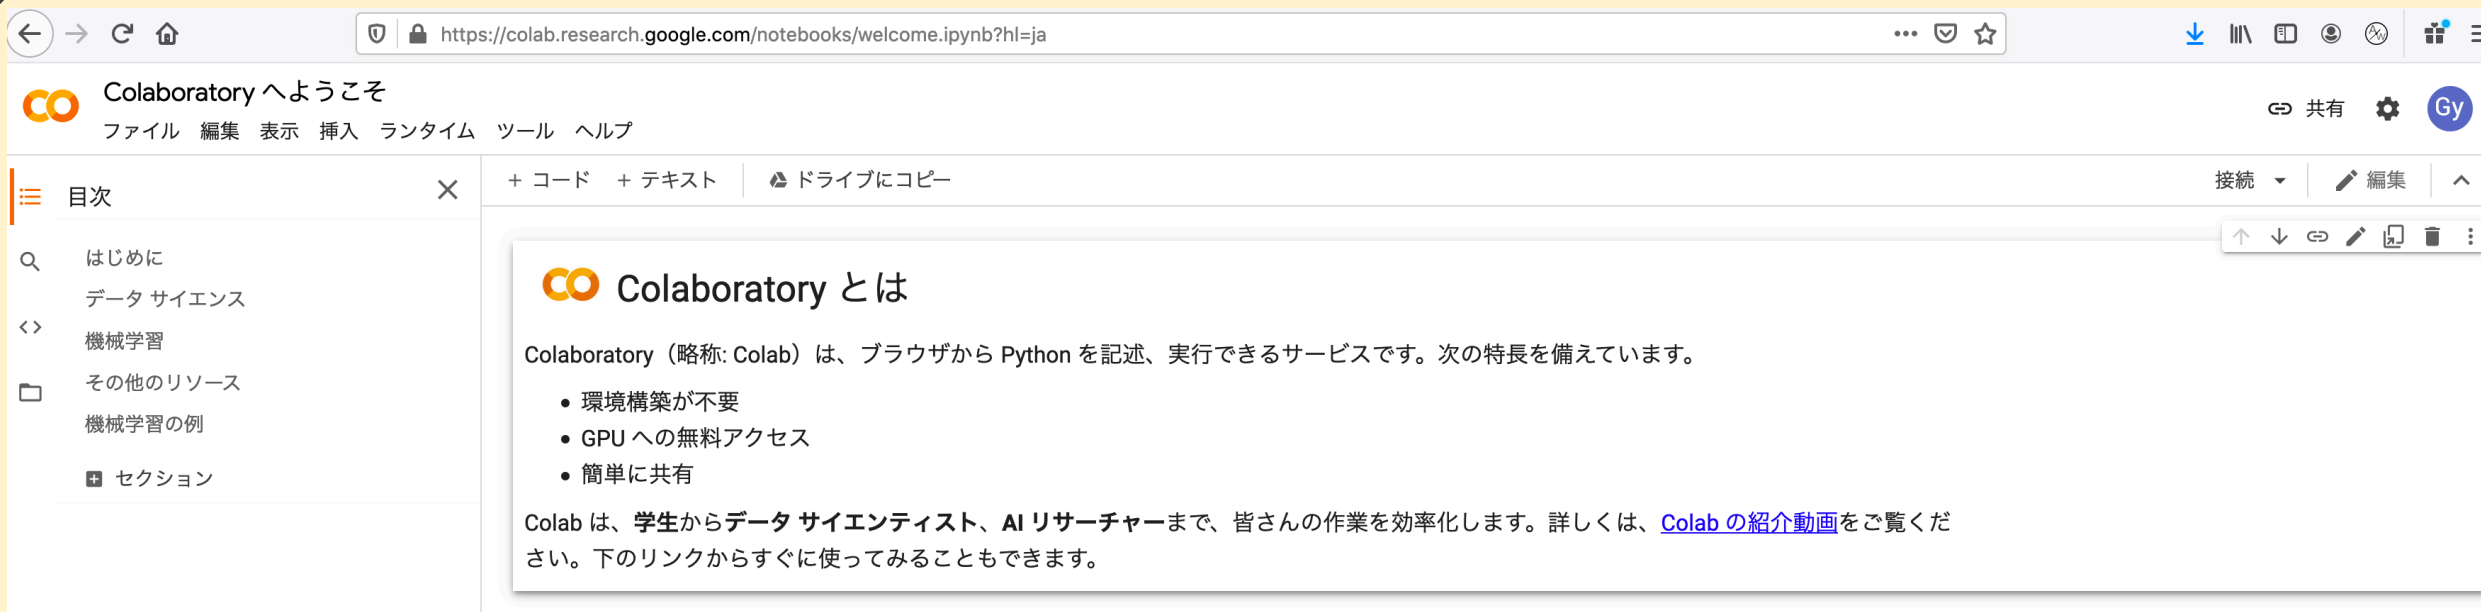 https://colab.research.google.com/notebooks/welcome.ipynb?hl=ja
Colaboratory へようこそ
ファイル 編集 表示 挿入 ランタイム ツール ヘルプ
共有
Gy
目次
+ コード + テキスト ドライブにコピー
接続 編集
はじめに
データ サイエンス
機械学習
その他のリソース
機械学習の例
セクション
Colaboratory とは
Colaboratory（略称: Colab）は、ブラウザから Python を記述、実行できるサービスです。次の特長を備えています。
• 環境構築が不要
• GPU への無料アクセス
• 簡単に共有
Colab は、学生からデータ サイエンティスト、AI リサーチャーまで、皆さんの作業を効率化します。詳しくは、Colab の紹介動画をご覧くだ
さい。下のリンクからすぐに使ってみることもできます。